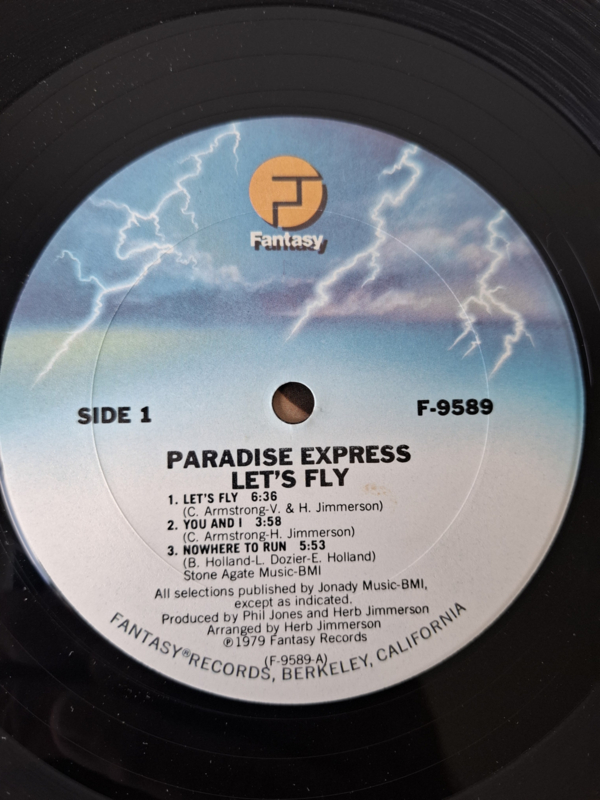 Fantasy
SIDE 1
F-9589
PARADISE EXPRESS
LET'S FLY
1. LET'S FLY 6:36
(C. Armstrong-V. & H. Jimmerson)
2. YOU AND I 3:58
(C. Armstrong-H. Jimmerson)
3. NOWHERE TO RUN 5:53
(B. Holland-L. Dozier-E. Holland)
Stone Agate Music-BMI
All selections published by Jonady Music-BMI,
except as indicated.
Produced by Phil Jones and Herb Jimmerson
Arranged by Herb Jimmerson
℗1979 Fantasy Records
(F-9589-A)
FANTASY® RECORDS, BERKELEY, CALIFORNIA